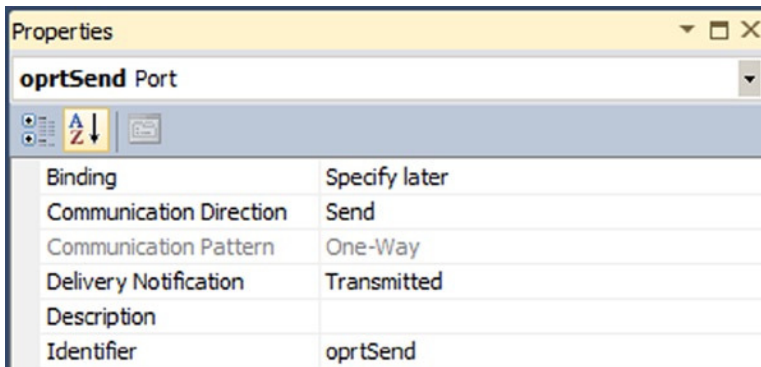 Properties
oprtSend Port
Binding Specify later
Communication Direction Send
Communication Pattern One-Way
Delivery Notification Transmitted
Description
Identifier oprtSend